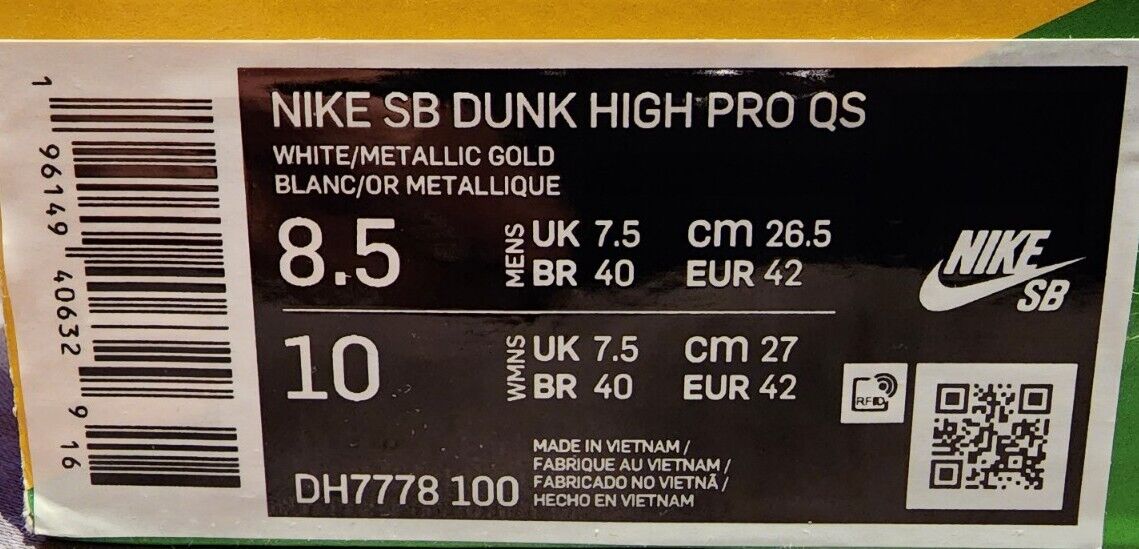 1 96149 40632 9 16
NIKE SB DUNK HIGH PRO QS
WHITE/METALLIC GOLD
BLANC/OR METALLIQUE
8.5 MENS UK 7.5 CM 26.5
BR 40 EUR 42
10 WMNS UK 7.5 CM 27
BR 40 EUR 42
NIKE
SB
RFID
DH7778 100
MADE IN VIETNAM /
FABRIQUE AU VIETNAM /
FABRICADO NO VIETNÃ /
HECHO EN VIETNAM